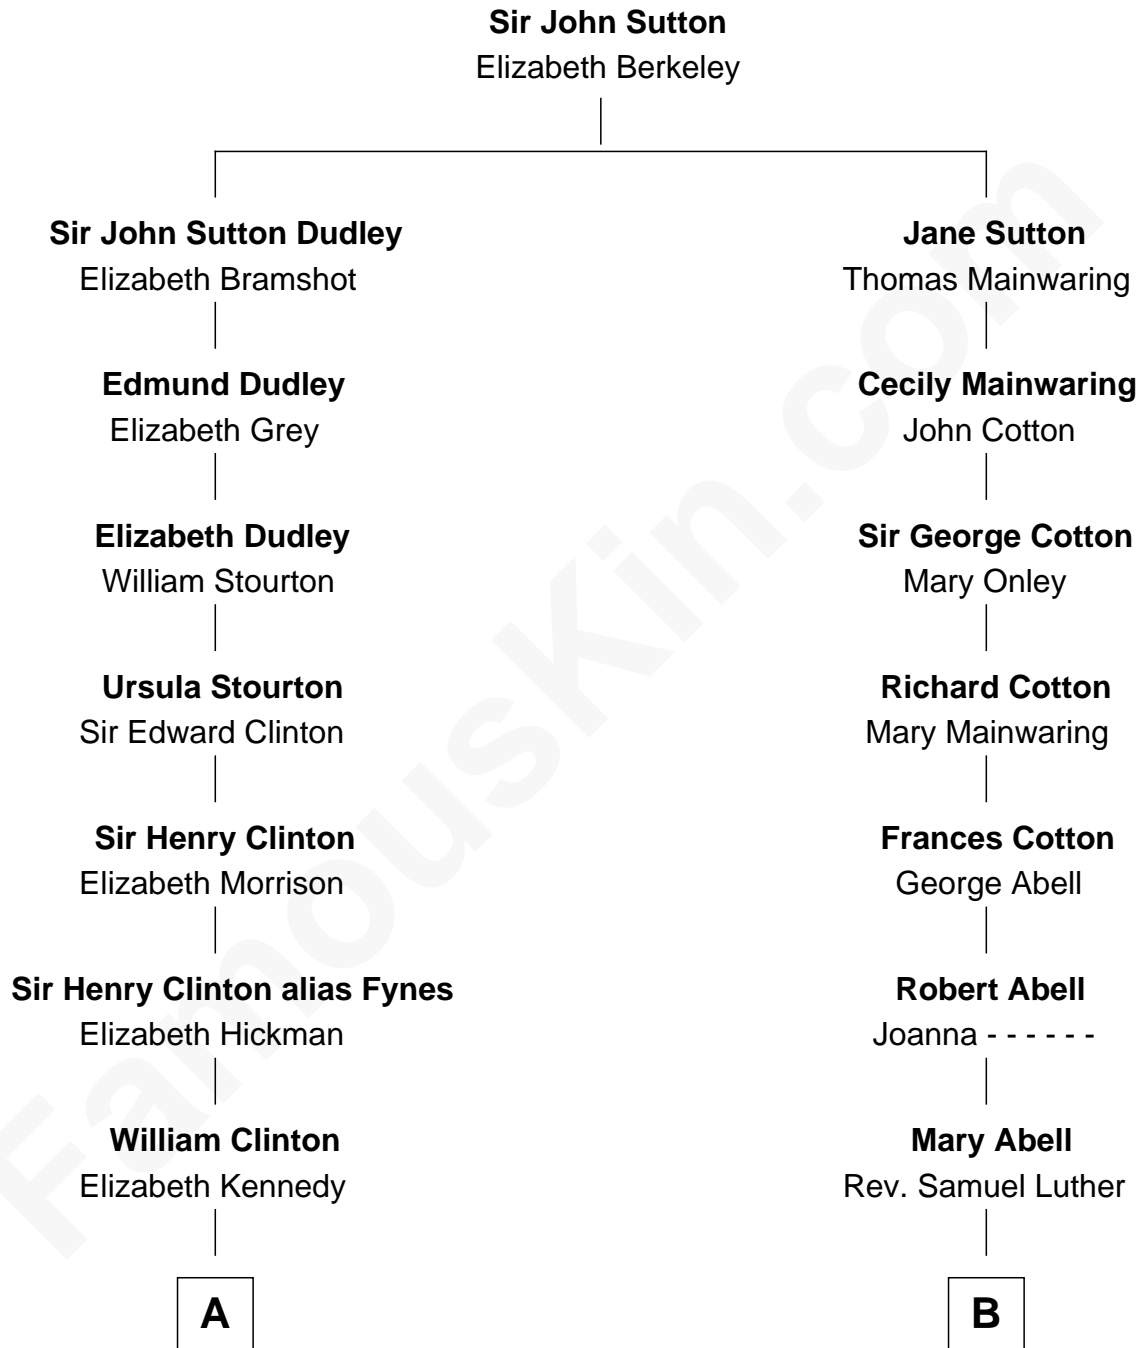 Sir John Sutton
Elizabeth Berkeley
Sir John Sutton Dudley
Elizabeth Bramshot
Edmund Dudley
Elizabeth Grey
Elizabeth Dudley
William Stourton
Ursula Stourton
Sir Edward Clinton
Sir Henry Clinton
Elizabeth Morrison
Sir Henry Clinton alias Fynes
Elizabeth Hickman
William Clinton
Elizabeth Kennedy
A
Jane Sutton
Thomas Mainwaring
Cecily Mainwaring
John Cotton
Sir George Cotton
Mary Onley
Richard Cotton
Mary Mainwaring
Frances Cotton
George Abell
Robert Abell
Joanna - - - - - -
Mary Abell
Rev. Samuel Luther
B
FamousKin.com